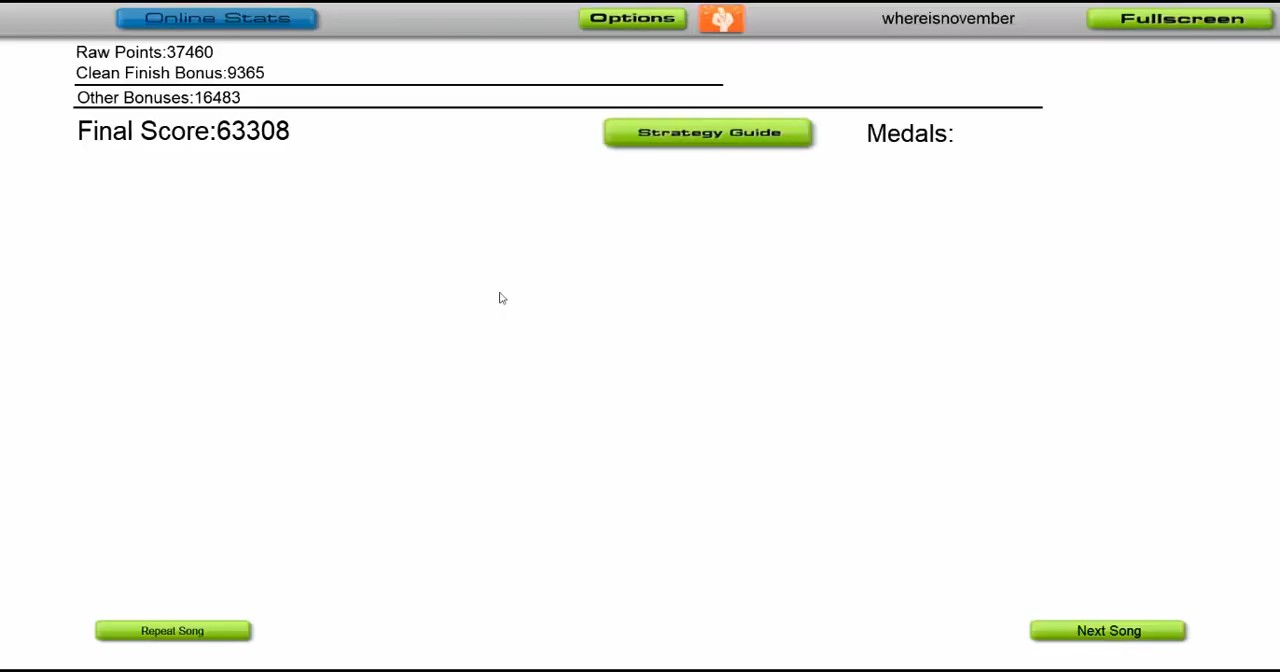 Online Stats
Options
whereisnovember
Fullscreen
Raw Points:37460
Clean Finish Bonus:9365
Other Bonuses:16483
Final Score:63308
Strategy Guide
Medals:
Repeat Song
Next Song